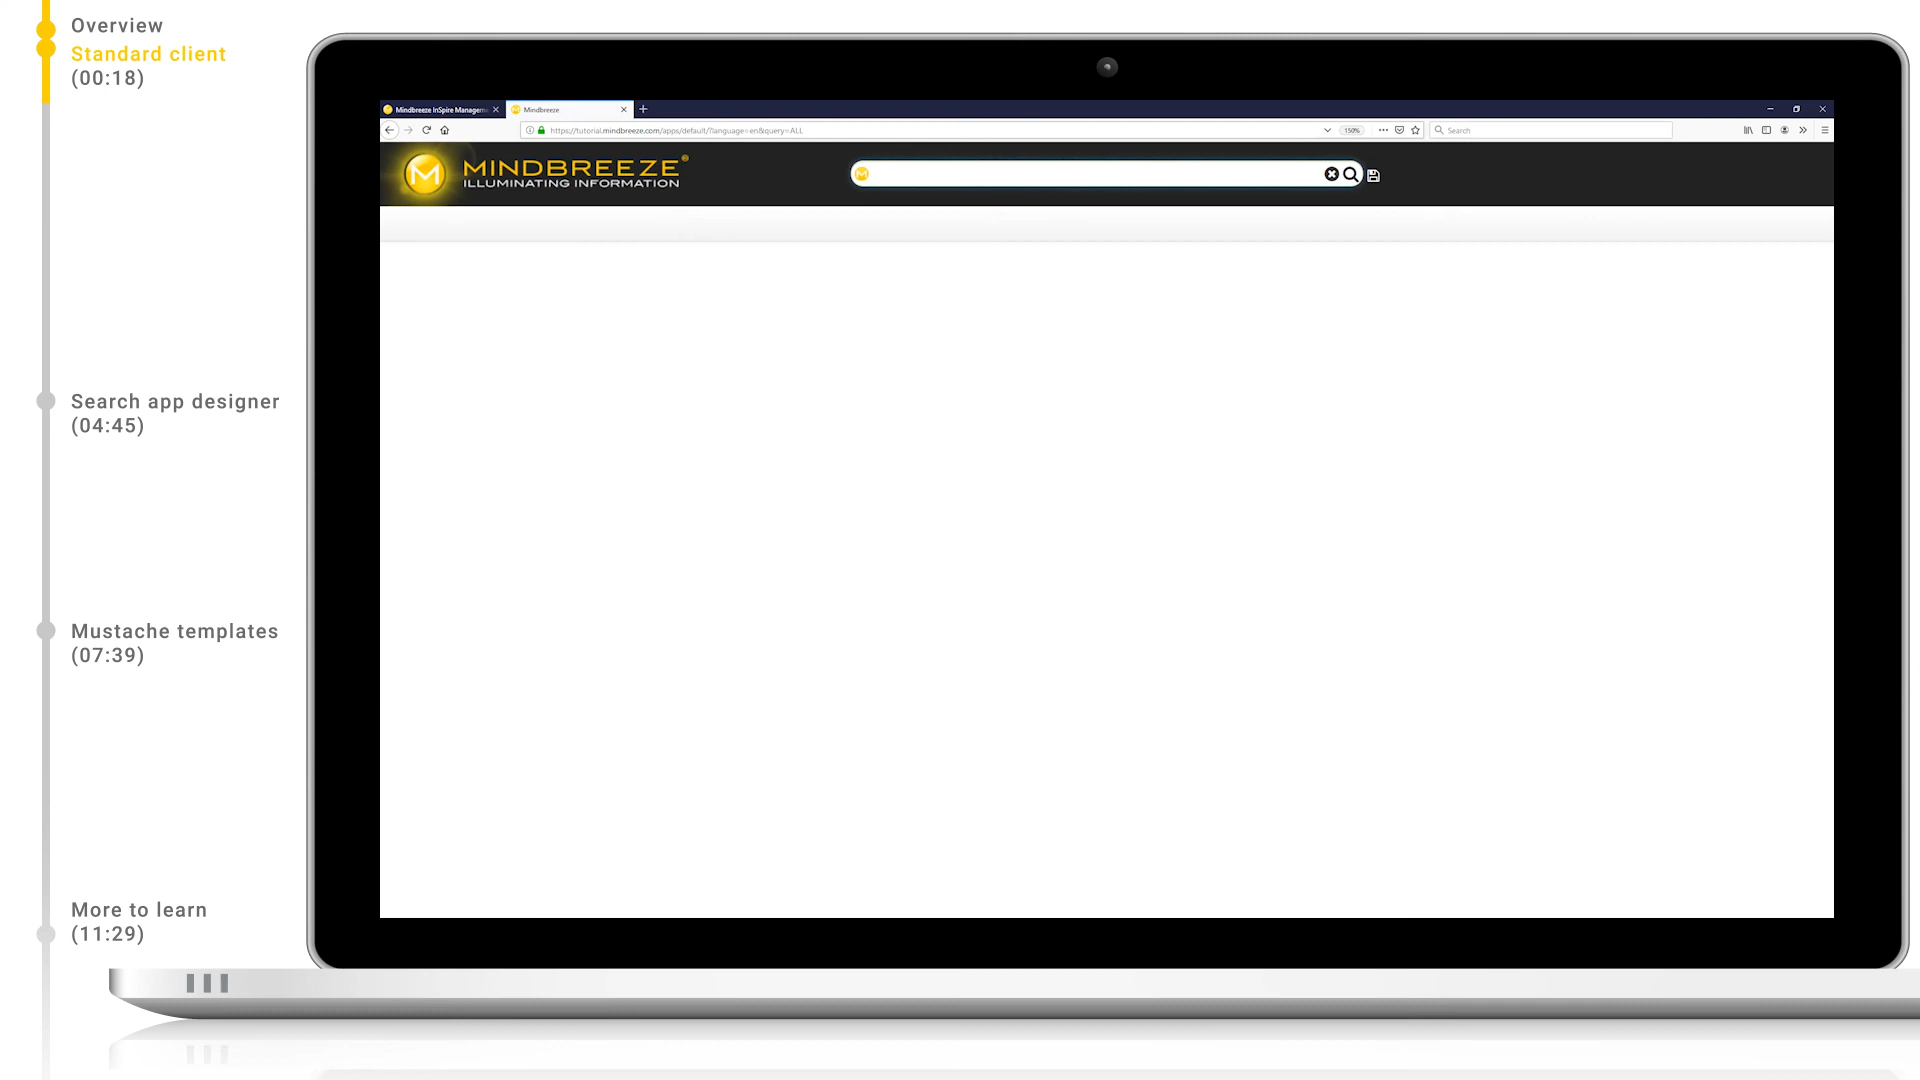 Overview
Standard client
(00:18)
Search app designer
(04:45)
Mustache templates
(07:39)
More to learn
(11:29)
Mindbreeze InSpire Managem
Mindbreeze
https://tutorial.mindbreeze.com/apps/default/?language=en&query=ALL
150%
Search
MINDBREEZE®
ILLUMINATING INFORMATION